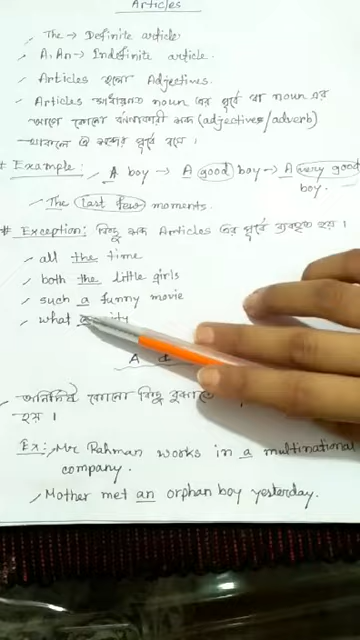 Articles
The → Definite article
A, An → Indefinite article.
Articles হলো Adjectives.
Articles সাধারণত noun এর পূর্বে বা noun এর
আগে কোনো বর্ণনাকারী শব্দ (adjectives/adverb)
থাকলে ঐ শব্দের পূর্বে বসে।
# Example: A boy → A good boy → A very good
boy.
The last few moments.
# Exception: কিছু শব্দ Articles এর পূর্বে ব্যবহৃত হয়।
all the time
both the little girls
such a funny movie
what
A
অনির্দিষ্ট কোনো কিছু বুঝাতে
হয়।
Ex: Mr Rahman works in a multinational
company.
Mother met an orphan boy yesterday.